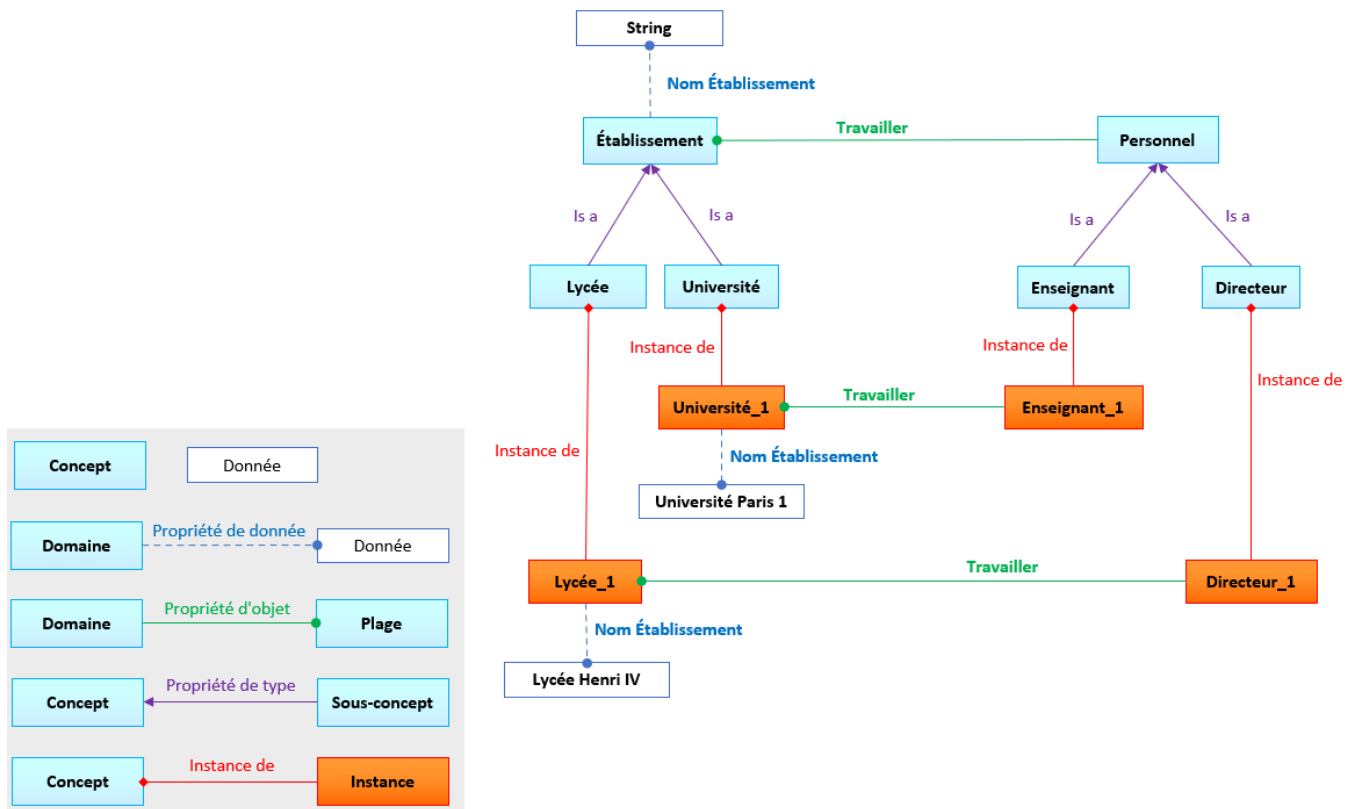 String
Nom Établissement
Établissement
Travailler
Personnel
Is a
Is a
Is a
Is a
Lycée
Université
Enseignant
Directeur
Instance de
Instance de
Instance de
Université_1
Travailler
Enseignant_1
Instance de
Nom Établissement
Université Paris 1
Lycée_1
Travailler
Directeur_1
Nom Établissement
Lycée Henri IV
Concept
Donnée
Domaine
Propriété de donnée
Donnée
Domaine
Propriété d'objet
Plage
Concept
Propriété de type
Sous-concept
Concept
Instance de
Instance